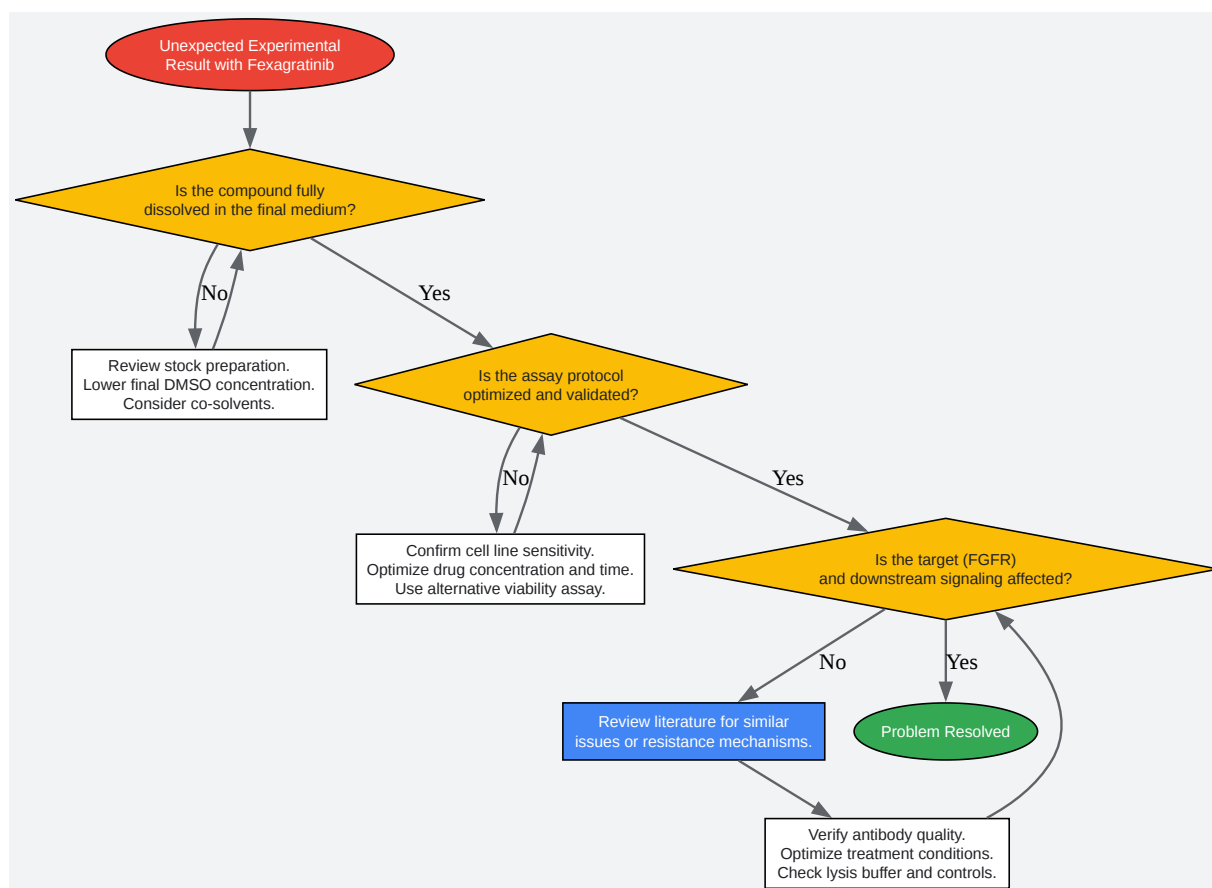 Unexpected Experimental
Result with Fexagratinib
Is the compound fully
dissolved in the final medium?
No
Yes
Review stock preparation.
Lower final DMSO concentration.
Consider co-solvents.
Is the assay protocol
optimized and validated?
No
Yes
Confirm cell line sensitivity.
Optimize drug concentration and time.
Use alternative viability assay.
Is the target (FGFR)
and downstream signaling affected?
No
Yes
Review literature for similar
issues or resistance mechanisms.
Problem Resolved
Verify antibody quality.
Optimize treatment conditions.
Check lysis buffer and controls.